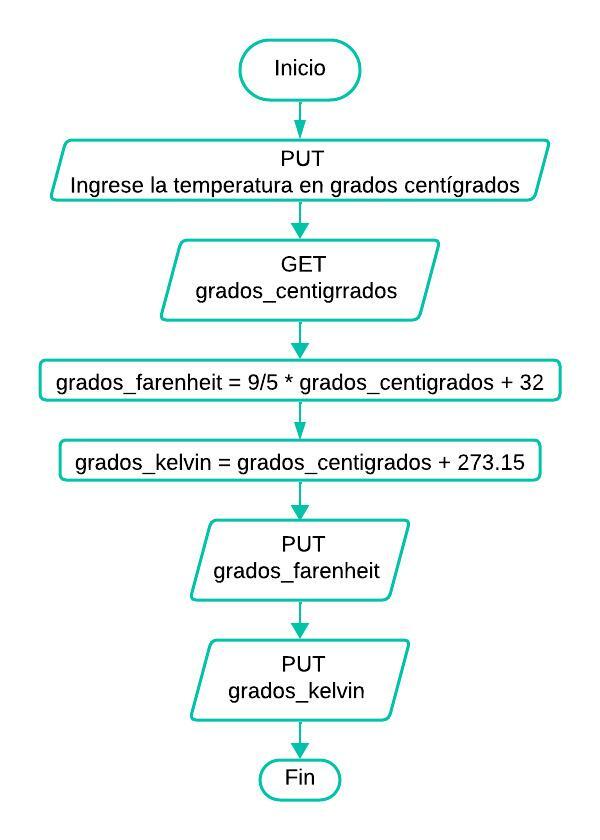 Inicio
PUT
Ingrese la temperatura en grados centígrados
GET
grados_centigrrados
grados_farenheit = 9/5 * grados_centigrados + 32
grados_kelvin = grados_centigrados + 273.15
PUT
grados_farenheit
PUT
grados_kelvin
Fin